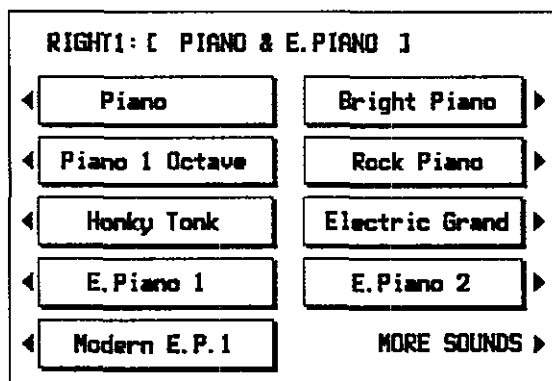 RIGHT1: [ PIANO & E.PIANO ]
Piano
Bright Piano
Piano 1 Octave
Rock Piano
Honky Tonk
Electric Grand
E.Piano 1
E.Piano 2
Modern E.P.1
MORE SOUNDS